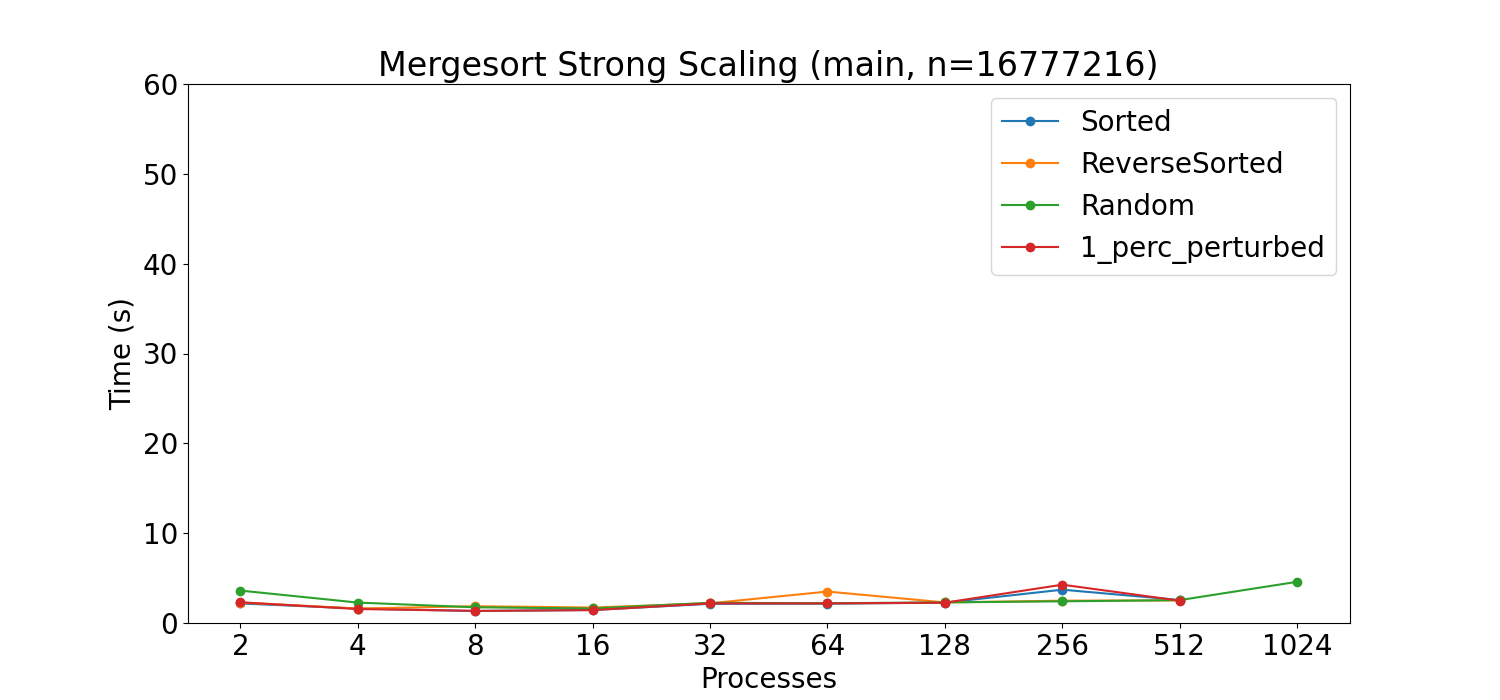 Mergesort Strong Scaling (main, n=16777216)
60
50
40
30
20
10
0
Time (s)
Sorted
ReverseSorted
Random
1_perc_perturbed
2 4 8 16 32 64 128 256 512 1024
Processes